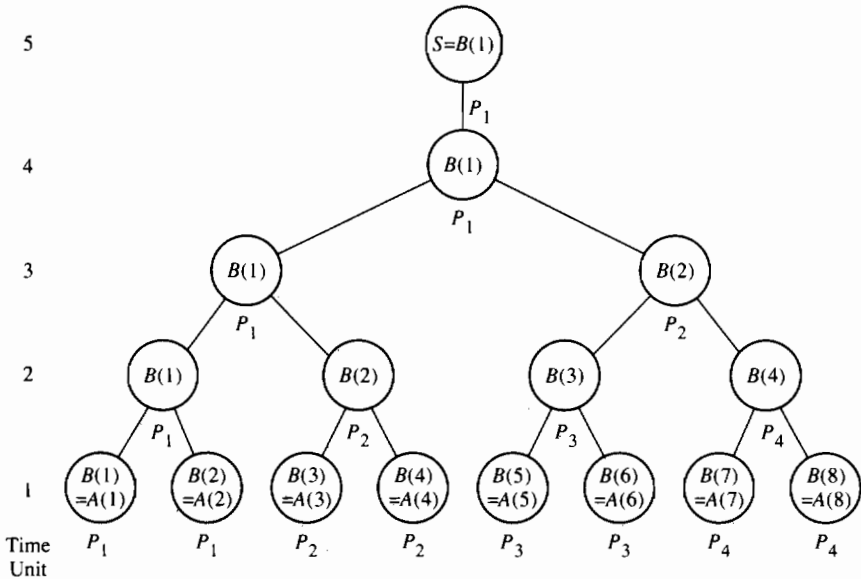 5
S=B(1)
P1
4
B(1)
P1
3
B(1)
B(2)
P1
P2
2
B(1)
B(2)
B(3)
B(4)
P1
P2
P3
P4
1
B(1)
=A(1)
B(2)
=A(2)
B(3)
=A(3)
B(4)
=A(4)
B(5)
=A(5)
B(6)
=A(6)
B(7)
=A(7)
B(8)
=A(8)
Time
Unit
P1
P1
P2
P2
P3
P3
P4
P4